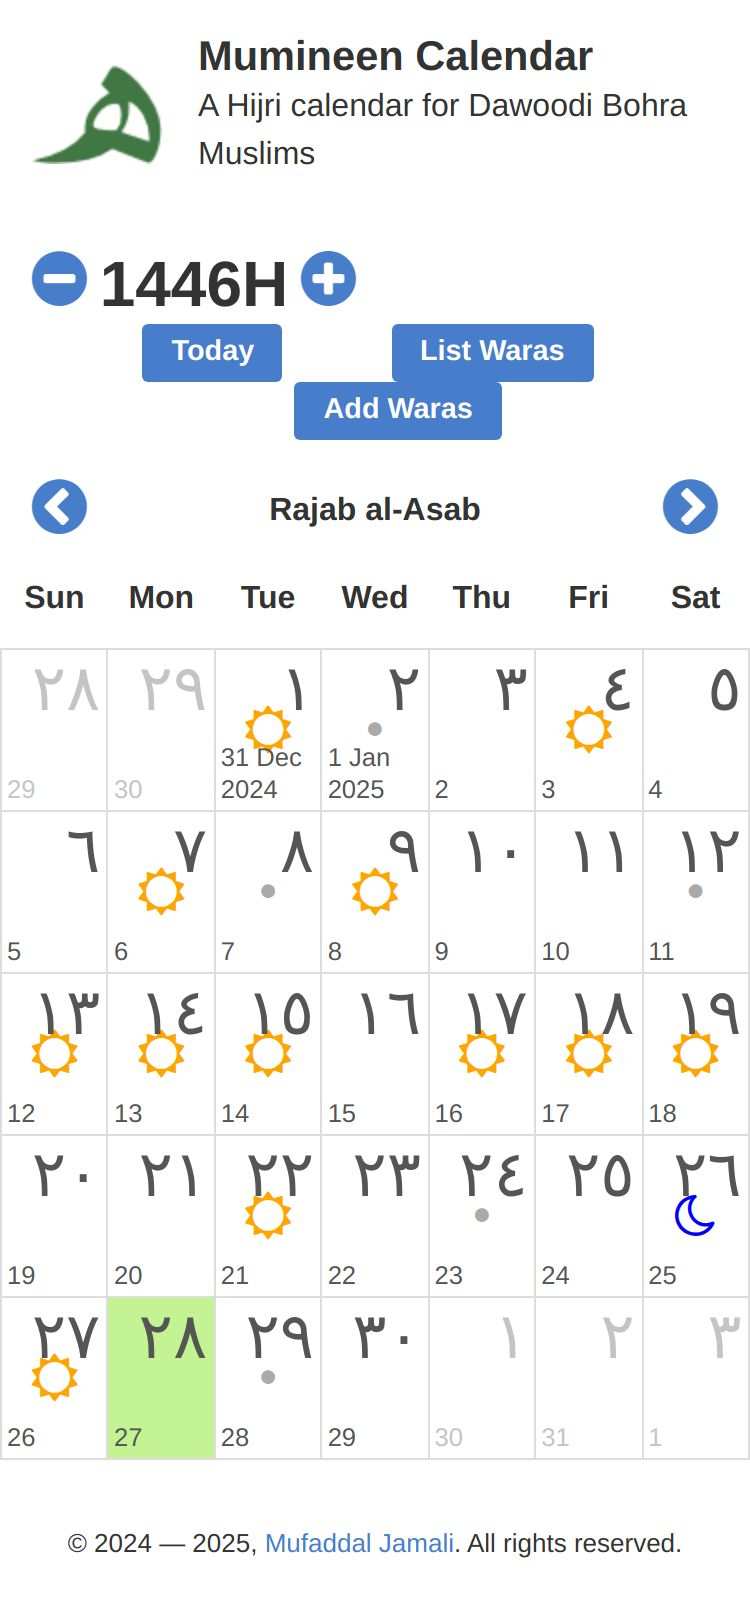 Mumineen Calendar
A Hijri calendar for Dawoodi Bohra
Muslims
1446H
Today List Waras
Add Waras
Rajab al-Asab
Sun Mon Tue Wed Thu Fri Sat
٢٨ ٢٩ ١ ٢ ٣ ٤ ٥
31 Dec 1 Jan
29 30 2024 2025 2 3 4
٦ ٧ ٨ ٩ ١٠ ١١ ١٢
5 6 7 8 9 10 11
١٣ ١٤ ١٥ ١٦ ١٧ ١٨ ١٩
12 13 14 15 16 17 18
٢٠ ٢١ ٢٢ ٢٣ ٢٤ ٢٥ ٢٦
19 20 21 22 23 24 25
٢٧ ٢٨ ٢٩ ٣٠ ١ ٢ ٣
26 27 28 29 30 31 1
© 2024 — 2025, Mufaddal Jamali. All rights reserved.